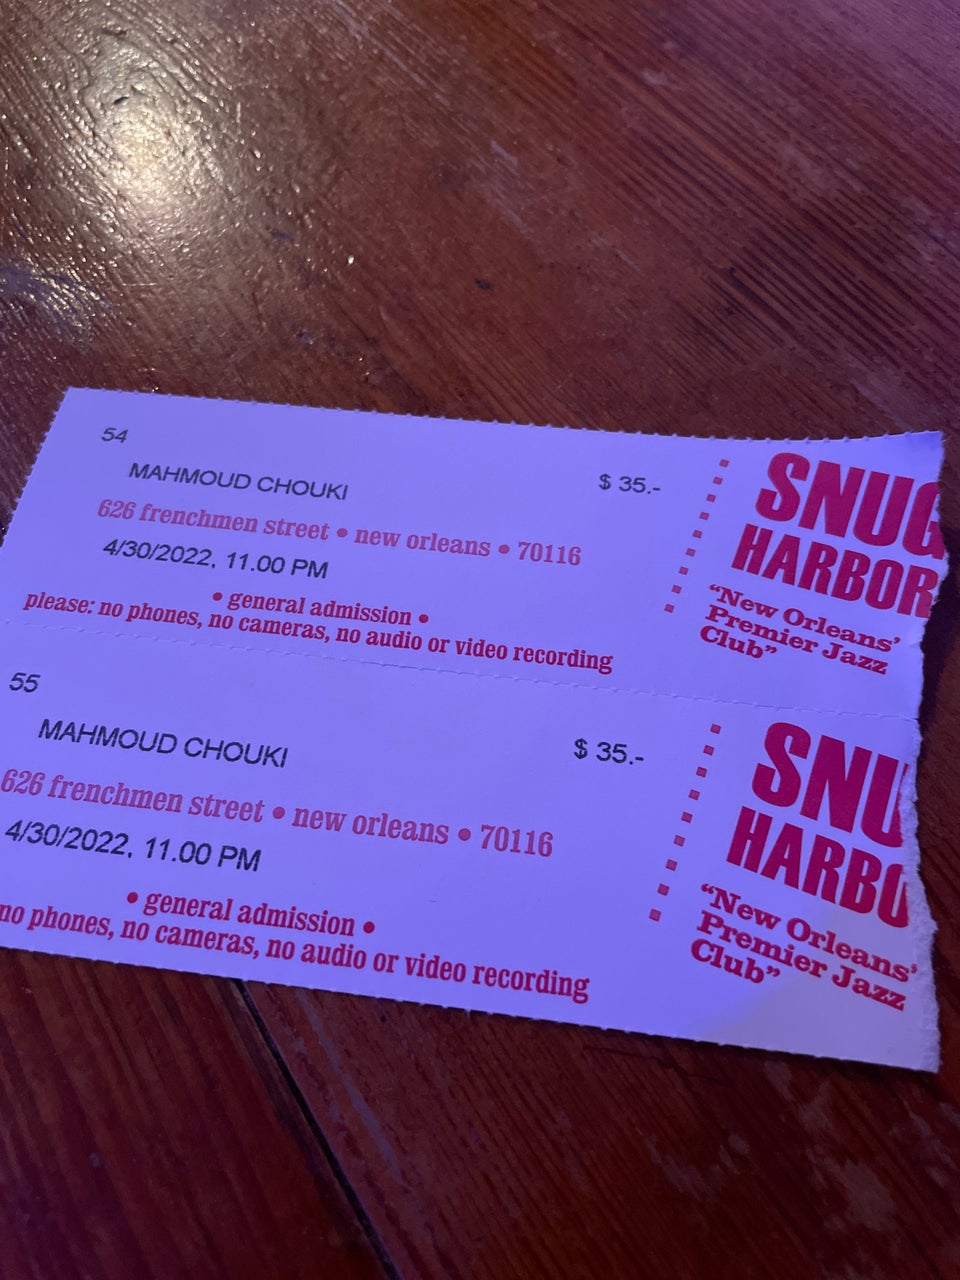 54
MAHMOUD CHOUKI
$ 35.-
626 frenchmen street • new orleans • 70116
4/30/2022, 11.00 PM
• general admission •
please: no phones, no cameras, no audio or video recording
SNUG
HARBOR
“New Orleans’
Premier Jazz
Club”
55
MAHMOUD CHOUKI
$ 35.-
626 frenchmen street • new orleans • 70116
4/30/2022, 11.00 PM
• general admission •
no phones, no cameras, no audio or video recording
SNU
HARBO
“New Orleans’
Premier Jazz
Club”